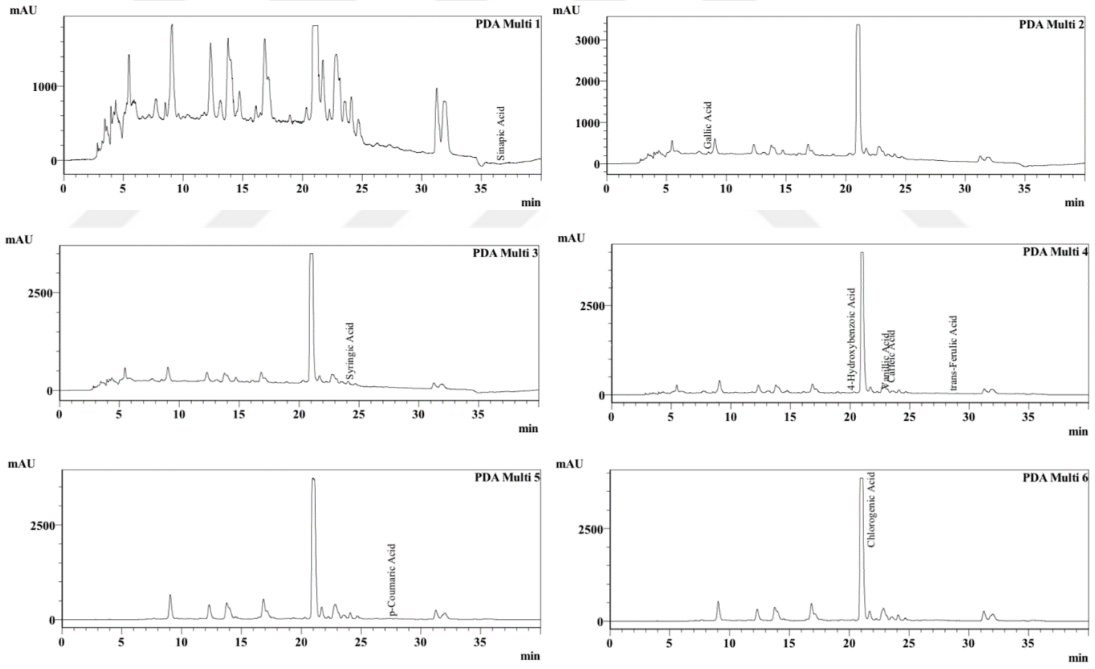 mAU
PDA Multi 1
1000
0
Sinapic Acid
0 5 10 15 20 25 30 35
min
mAU
PDA Multi 2
3000
2000
1000
0
Gallic Acid
0 5 10 15 20 25 30 35
min
mAU
PDA Multi 3
2500
0
Syringic Acid
0 5 10 15 20 25 30 35
min
mAU
PDA Multi 4
2500
0
4-Hydroxybenzoic Acid
Vanillic Acid
Caffeic Acid
trans-Ferulic Acid
0 5 10 15 20 25 30 35
min
mAU
PDA Multi 5
2500
0
p-Coumaric Acid
0 5 10 15 20 25 30 35
min
mAU
PDA Multi 6
2500
0
Chlorogenic Acid
0 5 10 15 20 25 30 35
min